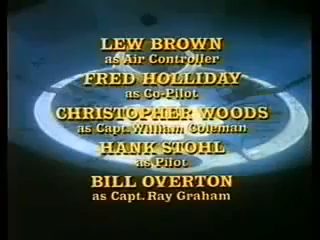 LEW BROWN
as Air Controller
FRED HOLLIDAY
as Co-Pilot
CHRISTOPHER WOODS
as Capt. William Coleman
HANK STOHL
as Pilot
BILL OVERTON
as Capt. Ray Graham